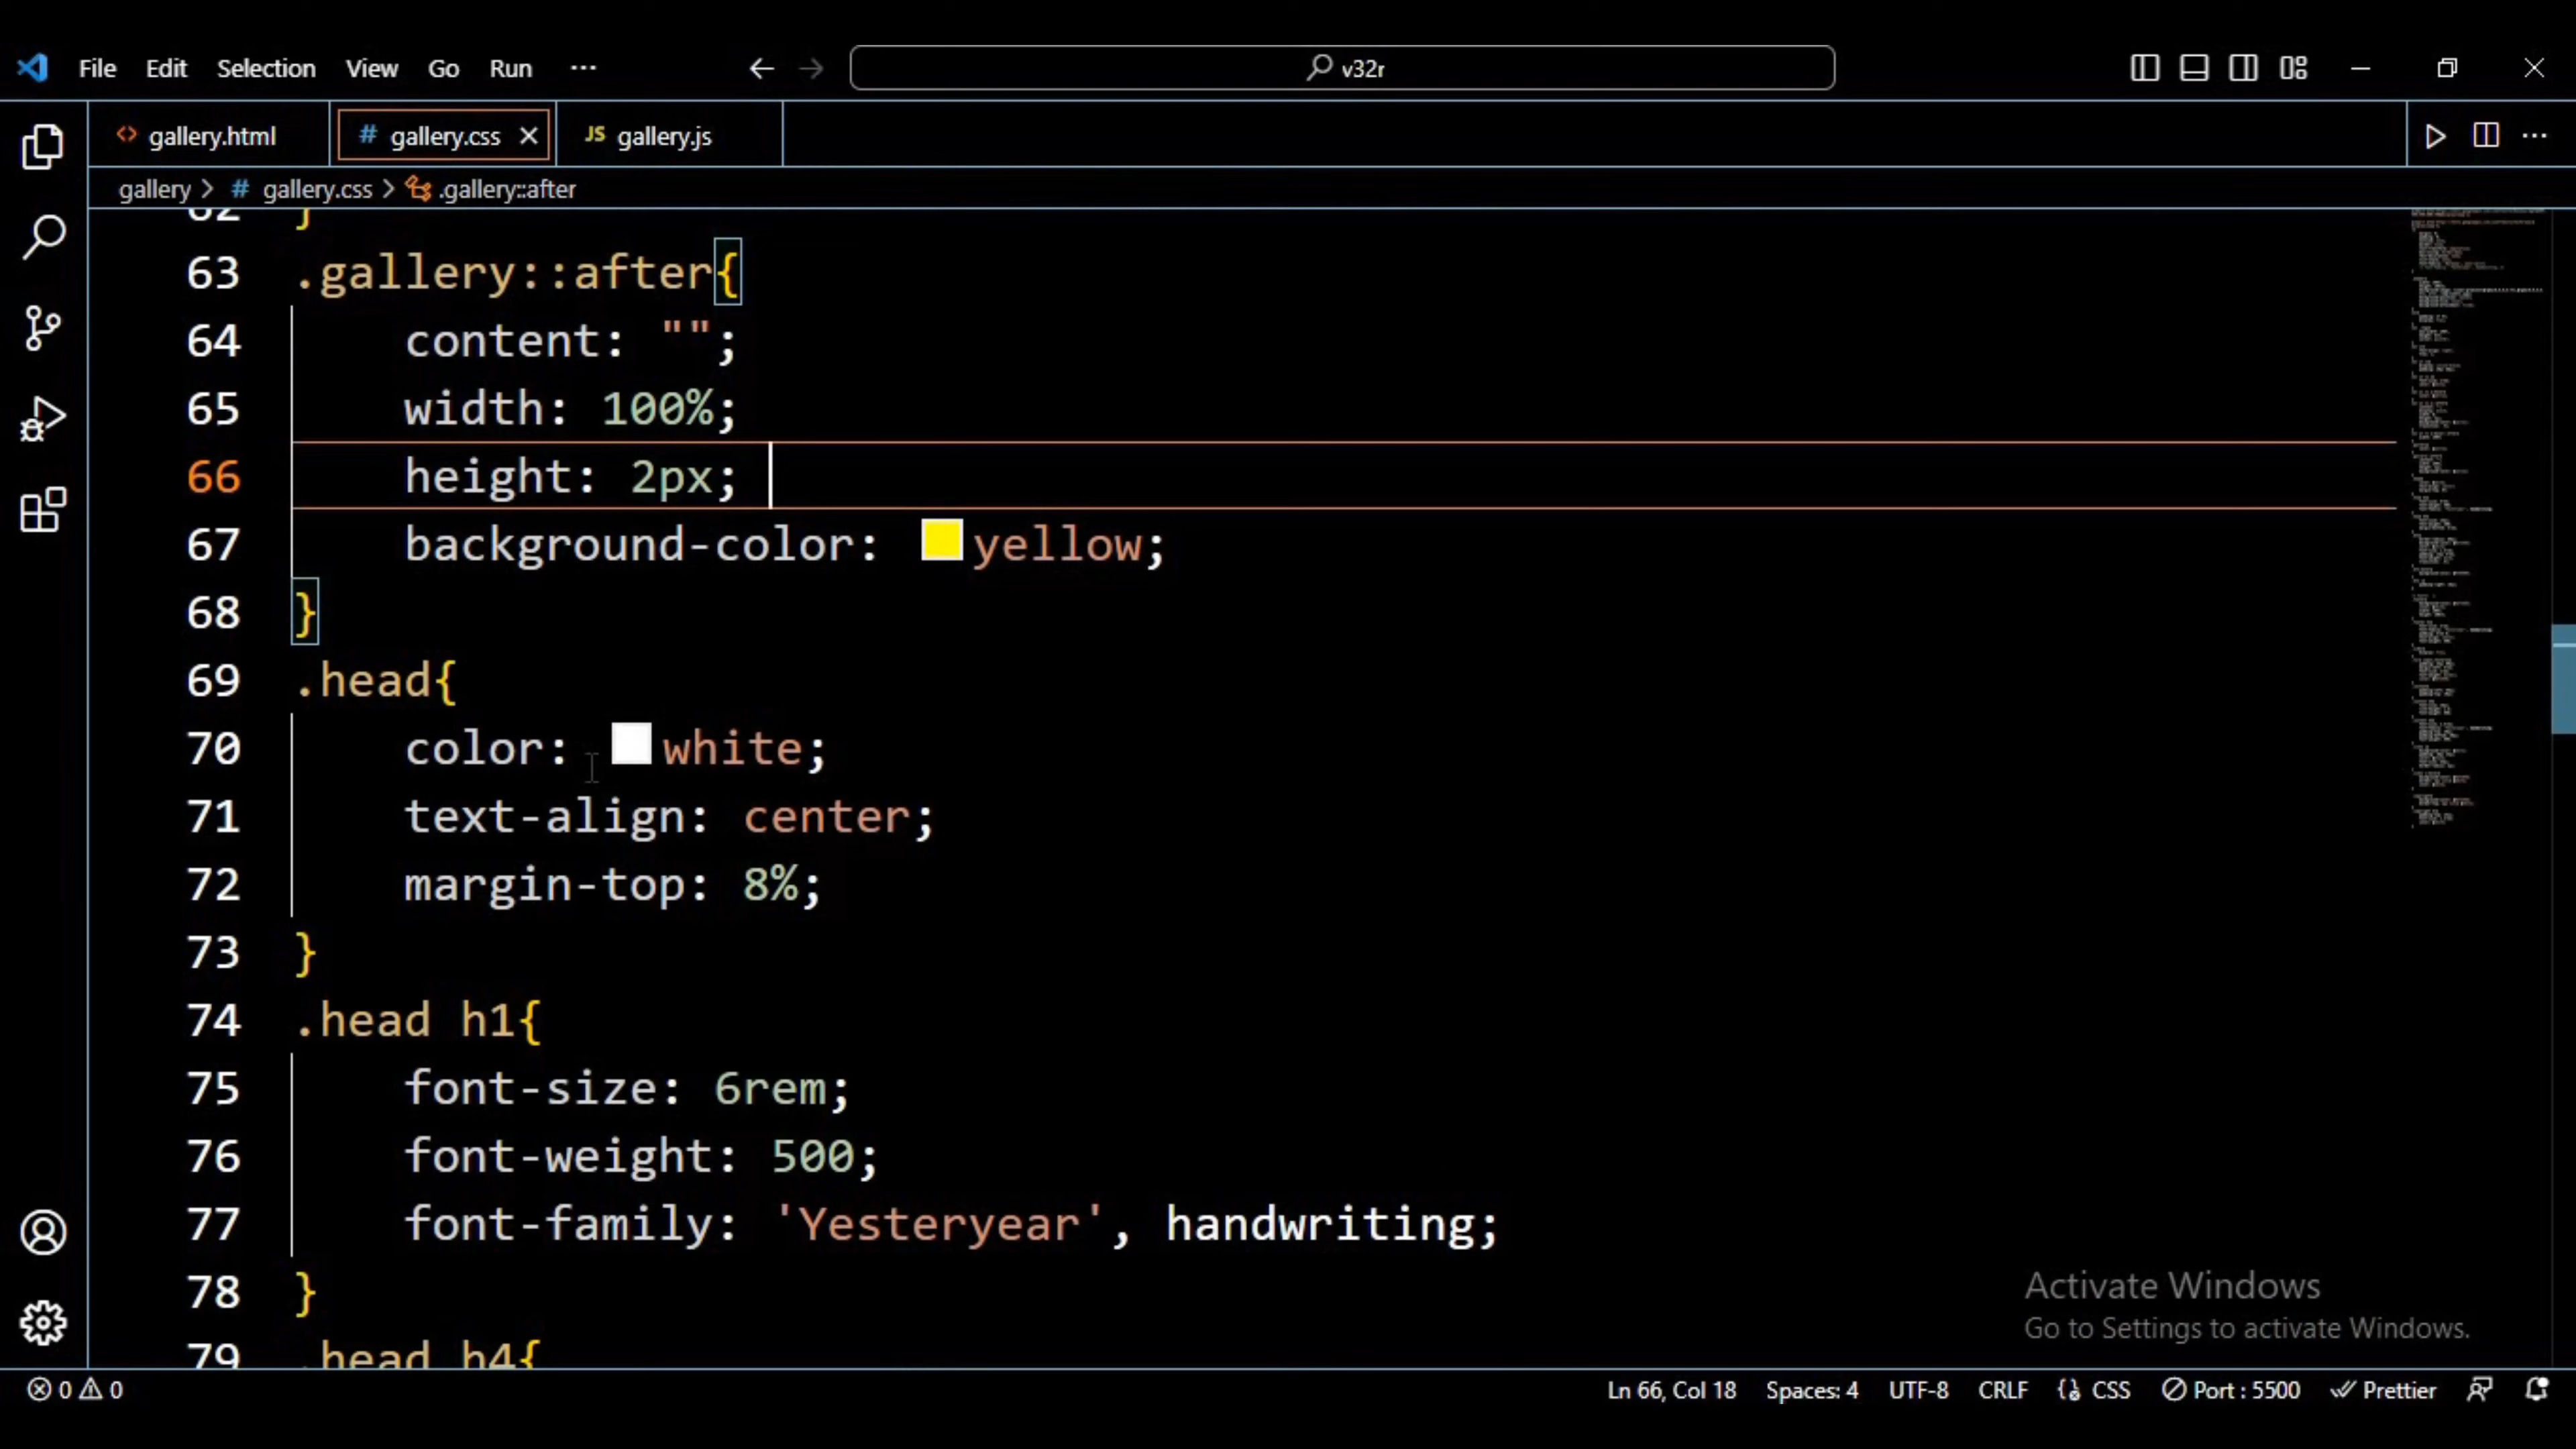 File Edit Selection View Go Run ··· v32r
gallery.html gallery.css JS gallery.js
gallery > # gallery.css > .gallery::after
62 }
63 .gallery::after{
64 content: "";
65 width: 100%;
66 height: 2px;
67 background-color: yellow;
68 }
69 .head{
70 color: white;
71 text-align: center;
72 margin-top: 8%;
73 }
74 .head h1{
75 font-size: 6rem;
76 font-weight: 500;
77 font-family: 'Yesteryear', handwriting;
78 }
79 .head h4{
Activate Windows
Go to Settings to activate Windows.
0 0 Ln 66, Col 18 Spaces: 4 UTF-8 CRLF CSS Port : 5500 Prettier